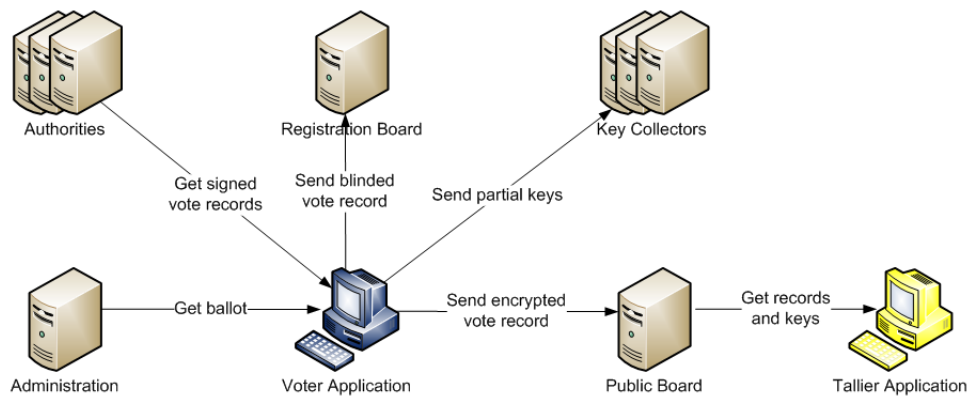 Authorities
Registration Board
Key Collectors
Get signed
vote records
Send blinded
vote record
Send partial keys
Get ballot
Send encrypted
vote record
Get records
and keys
Administration
Voter Application
Public Board
Tallier Application